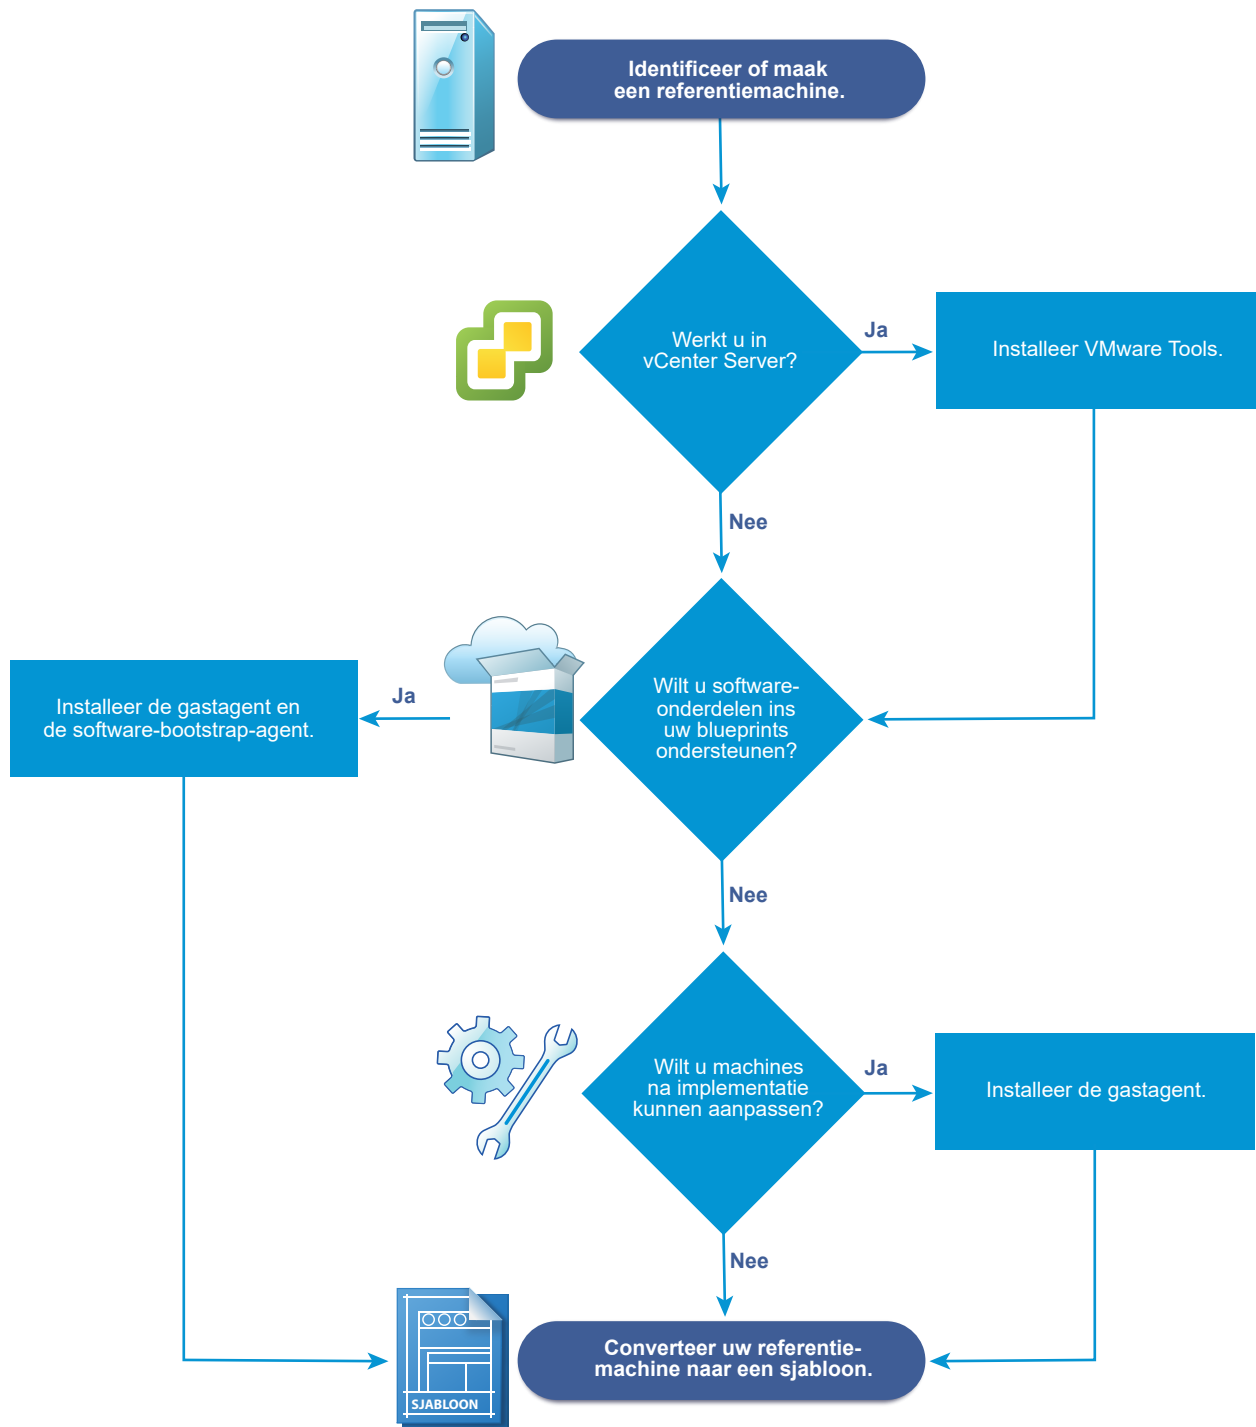 Identificeer of maak
een referentiemachine.
Werkt u in
vCenter Server?
Ja
Installeer VMware Tools.
Nee
Wilt u software-
onderdelen ins
uw blueprints
ondersteunen?
Ja
Installeer de gastagent en
de software-bootstrap-agent.
Nee
Wilt u machines
na implementatie
kunnen aanpassen?
Ja
Installeer de gastagent.
Nee
Converteer uw referentie-
machine naar een sjabloon.
SJABLOON